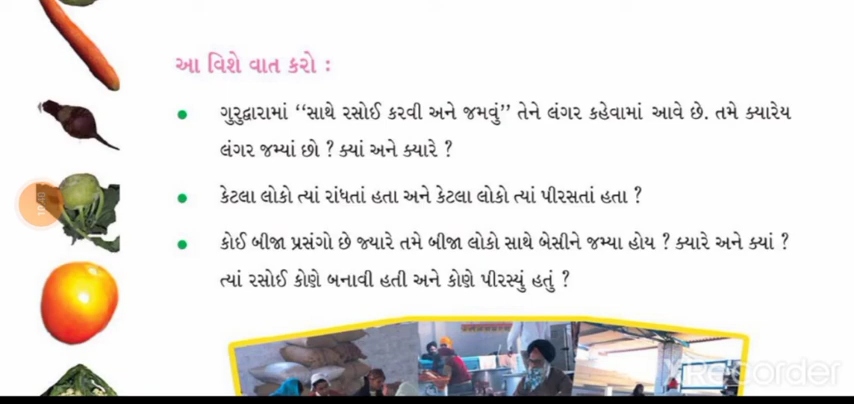 આ વિશે વાત કરો :
ગુરુદ્વારામાં “સાથે રસોઈ કરવી અને જમવું” તેને લંગર કહેવામાં આવે છે. તમે ક્યારેય
લંગર જમ્યાં છો ? ક્યાં અને ક્યારે ?
કેટલા લોકો ત્યાં રાંધતાં હતા અને કેટલા લોકો ત્યાં પીરસતાં હતા ?
કોઈ બીજા પ્રસંગો છે જ્યારે તમે બીજા લોકો સાથે બેસીને જમ્યા હોય ? ક્યારે અને ક્યાં ?
ત્યાં રસોઈ કોણે બનાવી હતી અને કોણે પીરસ્યું હતું ?
XRecorder